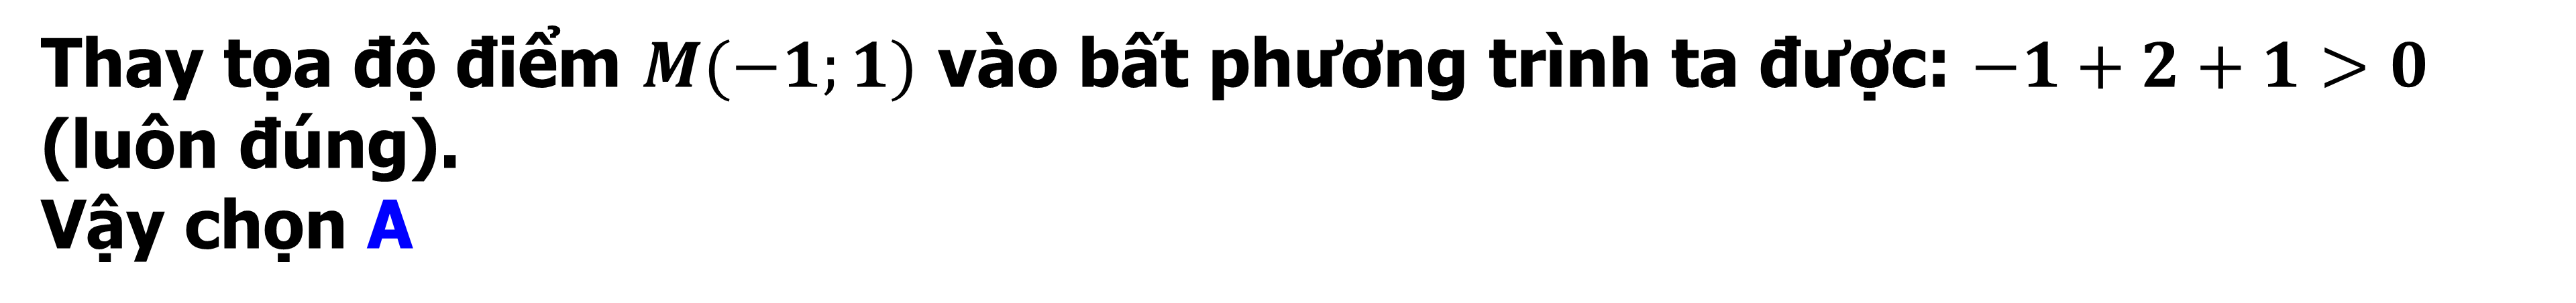 Thay tọa độ điểm M(−1; 1) vào bất phương trình ta được: −1 + 2 + 1 > 0
(luôn đúng).
Vậy chọn A